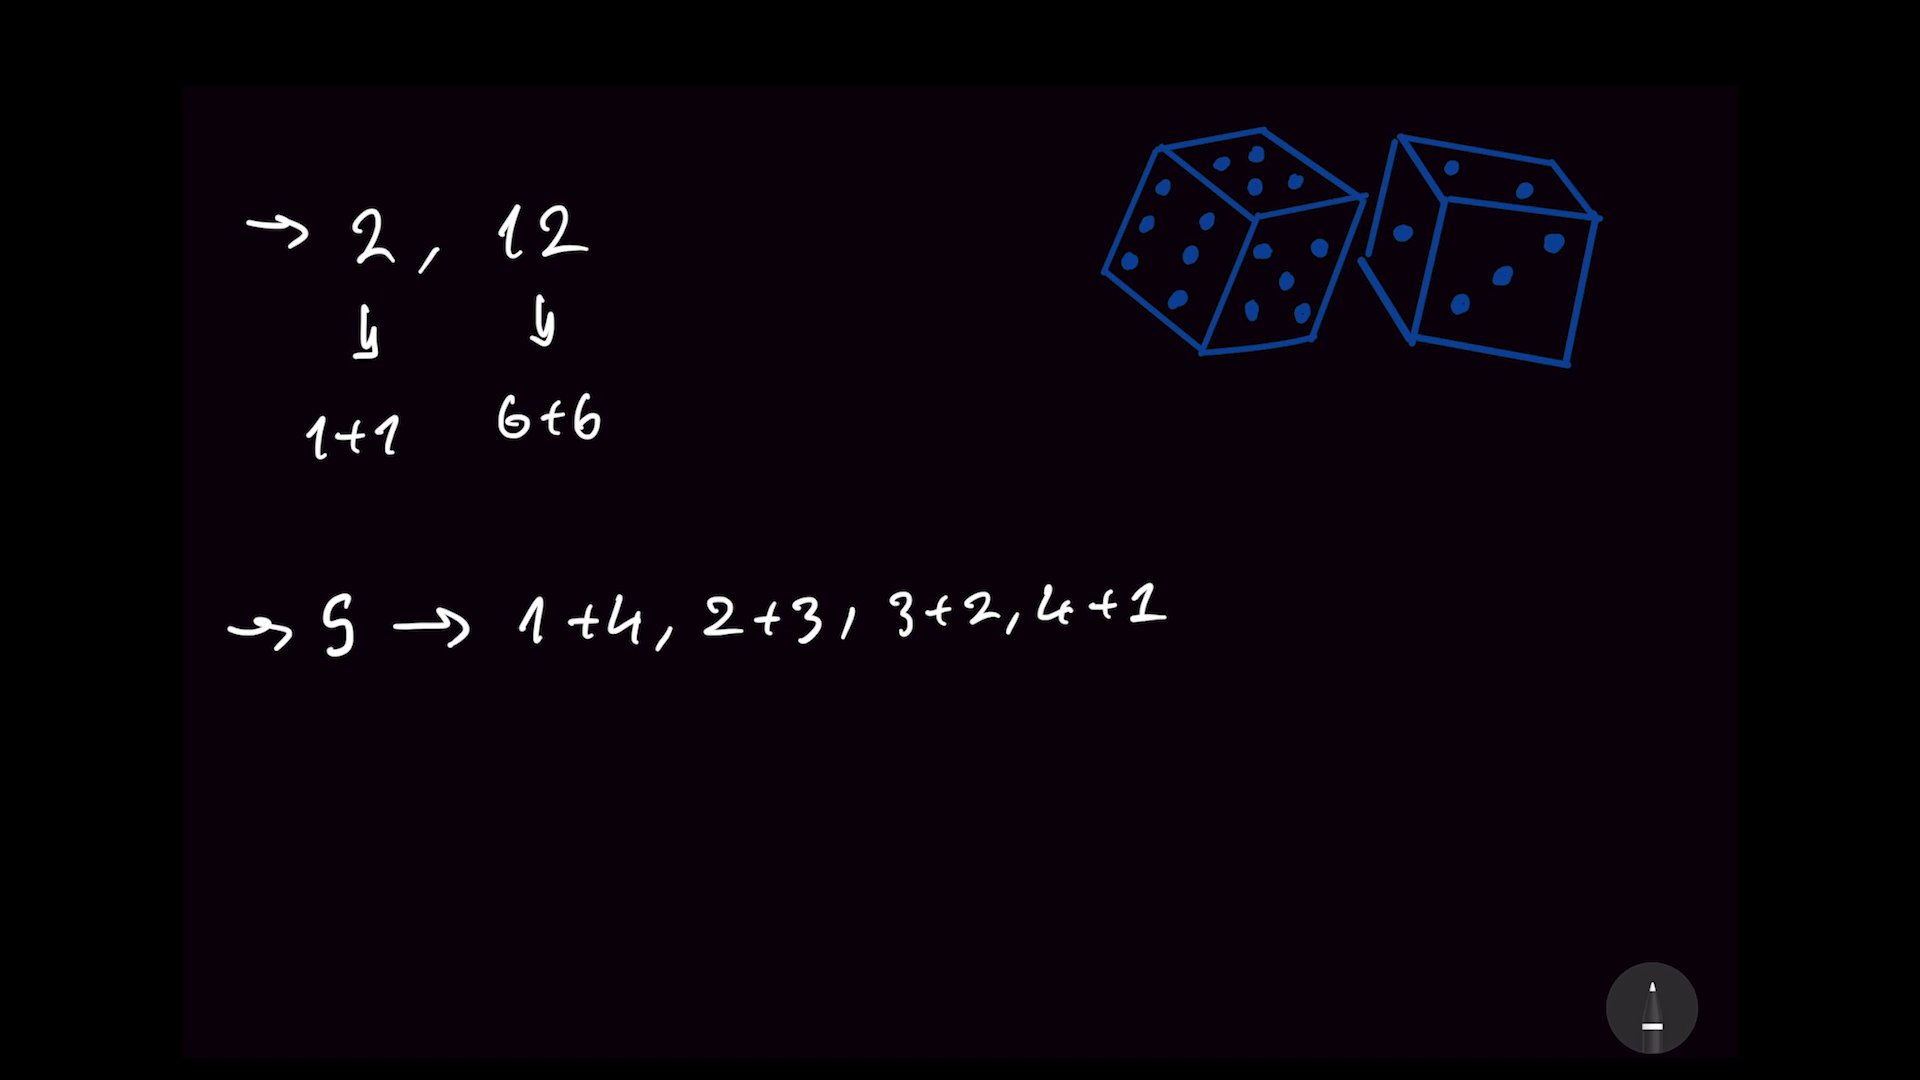 → 2, 12
↓ ↓
1+1 6+6
→ 5 → 1+4, 2+3, 3+2, 4+1